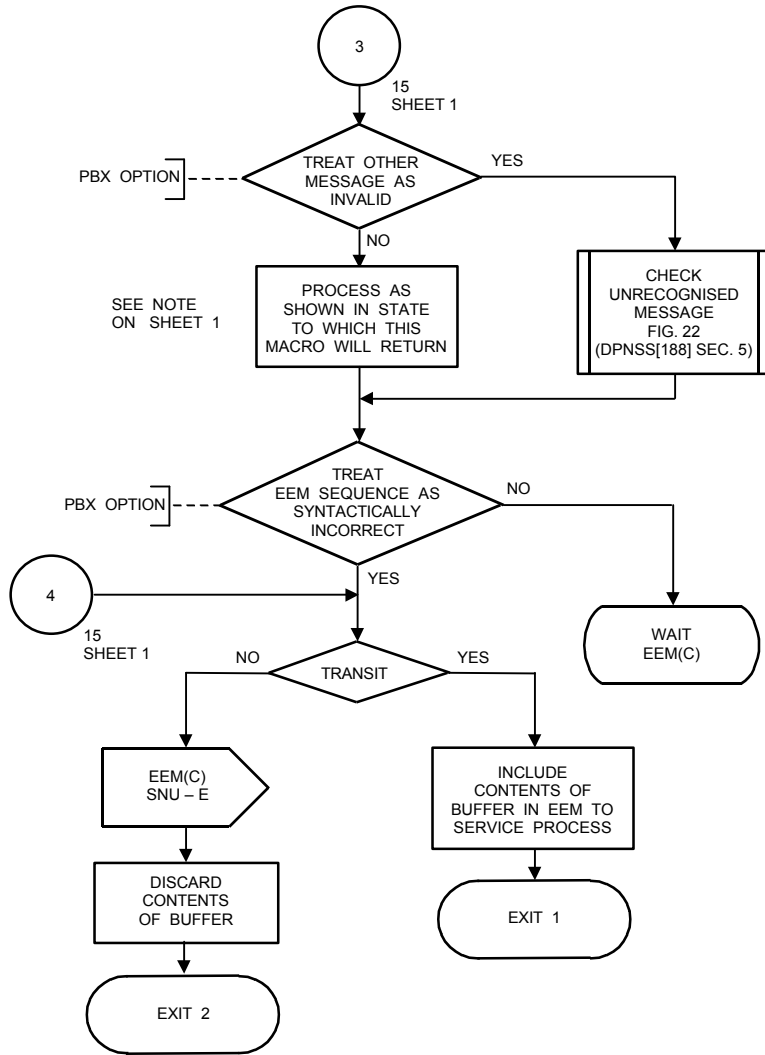 3
15
SHEET 1
PBX OPTION
TREAT OTHER
MESSAGE AS
INVALID
YES
NO
SEE NOTE
ON SHEET 1
PROCESS AS
SHOWN IN STATE
TO WHICH THIS
MACRO WILL RETURN
CHECK
UNRECOGNISED
MESSAGE
FIG. 22
(DPNSS[188] SEC. 5)
PBX OPTION
TREAT
EEM SEQUENCE AS
SYNTACTICALLY
INCORRECT
NO
YES
4
15
SHEET 1
WAIT
EEM(C)
NO
TRANSIT
YES
EEM(C)
SNU – E
INCLUDE
CONTENTS OF
BUFFER IN EEM TO
SERVICE PROCESS
DISCARD
CONTENTS
OF BUFFER
EXIT 1
EXIT 2